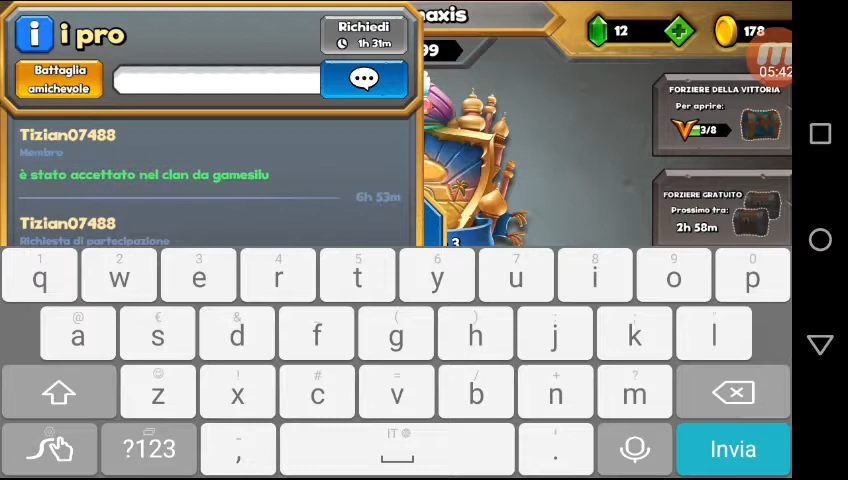 i pro
Richiedi
1h 31m
Battaglia
amichevole
Tizian07488
Membro
è stato accettato nel clan da gamesilu
6h 53m
Tizian07488
Richiesta di partecipazione
naxis
99
12
178
05:42
FORZIERE DELLA VITTORIA
Per aprire:
3/8
FORZIERE GRATUITO
Prossimo tra:
2h 58m
3
1 2 3 4 5 6 7 8 9 0
q w e r t y u i o p
@ € & _ ( ) : ; "
a s d f g h j k l
! # = / + ?
z x c v b n m
?123
, IT .
Invia